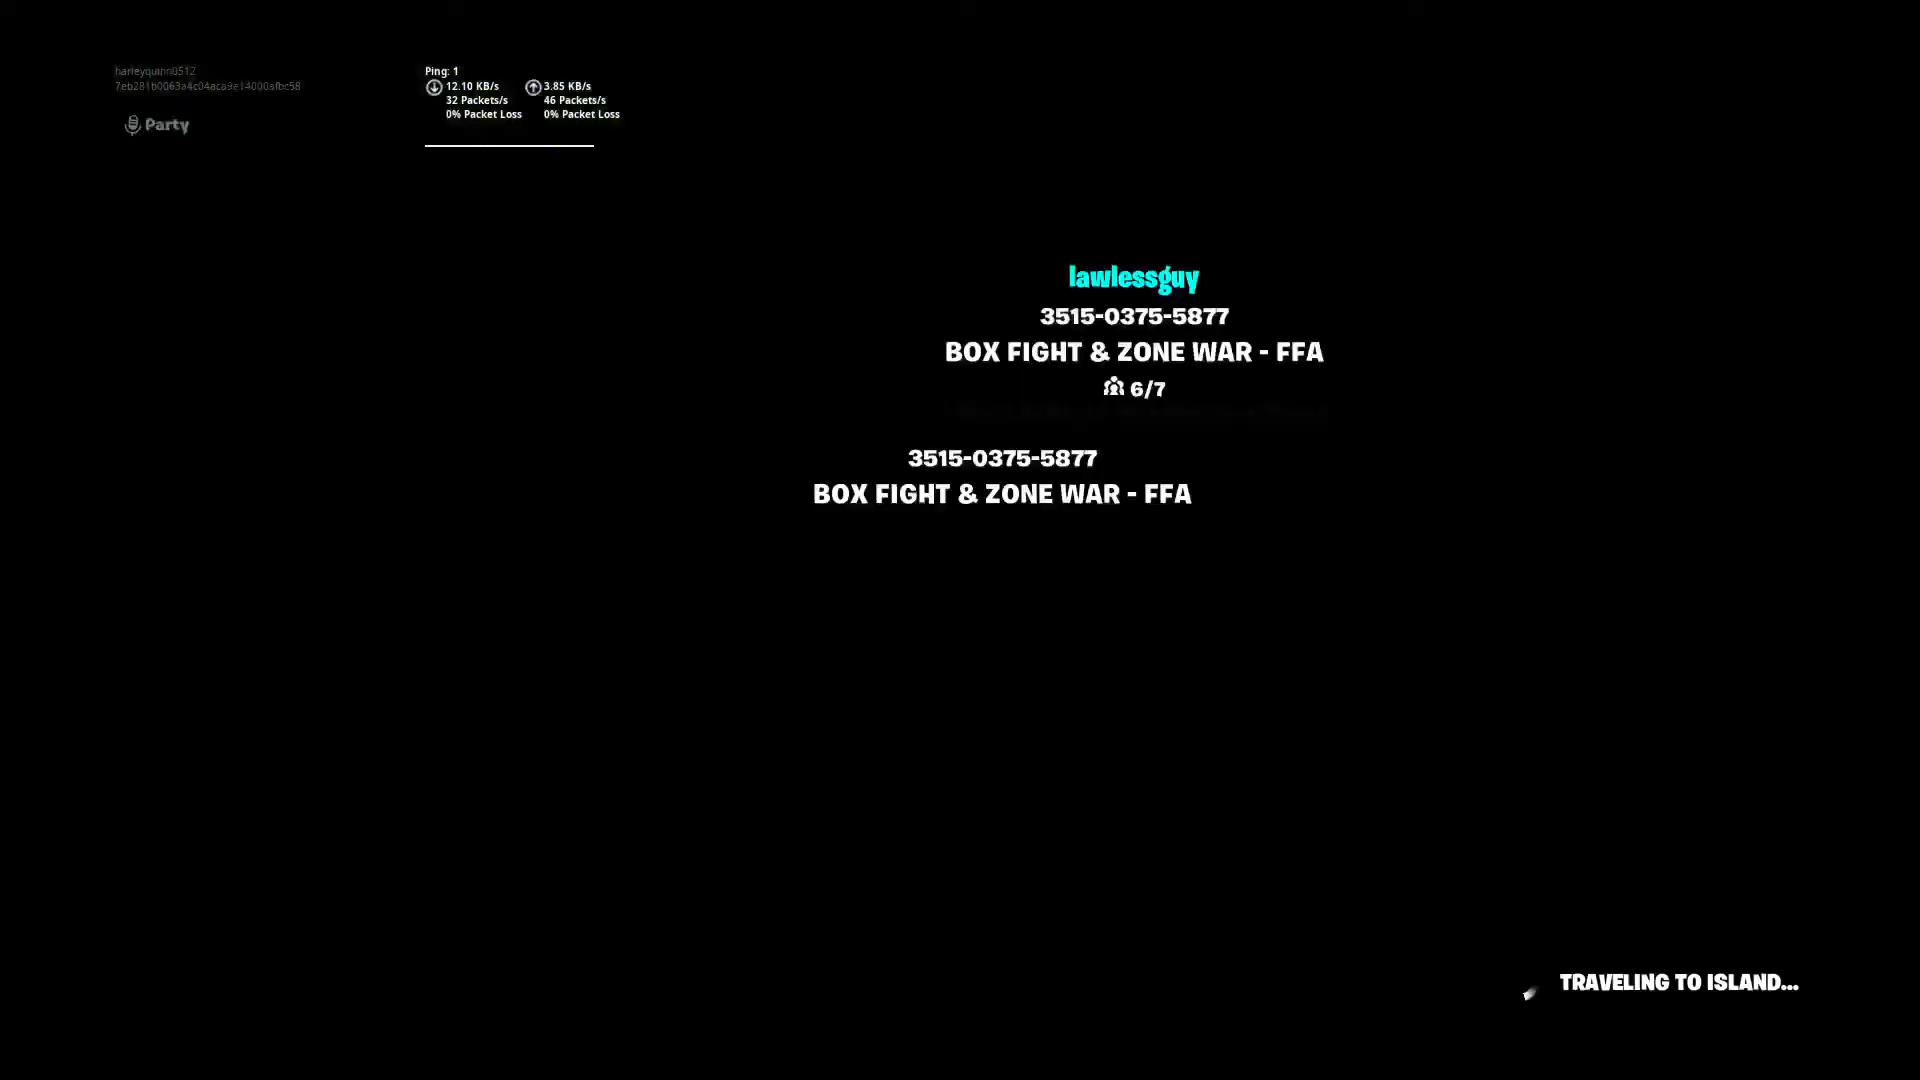 harleyquinn0512
Party
Ping: 1
12.10 KB/s
3.85 KB/s
32 Packets/s
46 Packets/s
0% Packet Loss
0% Packet Loss
lawlessguy
3515-0375-5877
BOX FIGHT & ZONE WAR - FFA
6/7
3515-0375-5877
BOX FIGHT & ZONE WAR - FFA
TRAVELING TO ISLAND...